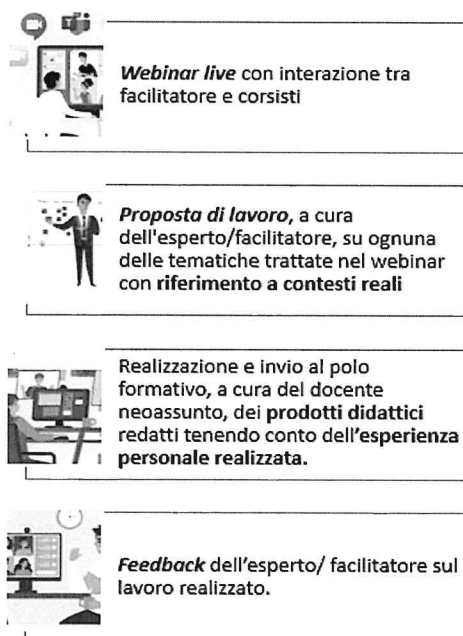 Webinar live con interazione tra
facilitatore e corsisti
Proposta di lavoro, a cura
dell'esperto/facilitatore, su ognuna
delle tematiche trattate nel webinar
con riferimento a contesti reali
Realizzazione e invio al polo
formativo, a cura del docente
neoassunto, dei prodotti didattici
redatti tenendo conto dell'esperienza
personale realizzata.
Feedback dell'esperto/ facilitatore sul
lavoro realizzato.